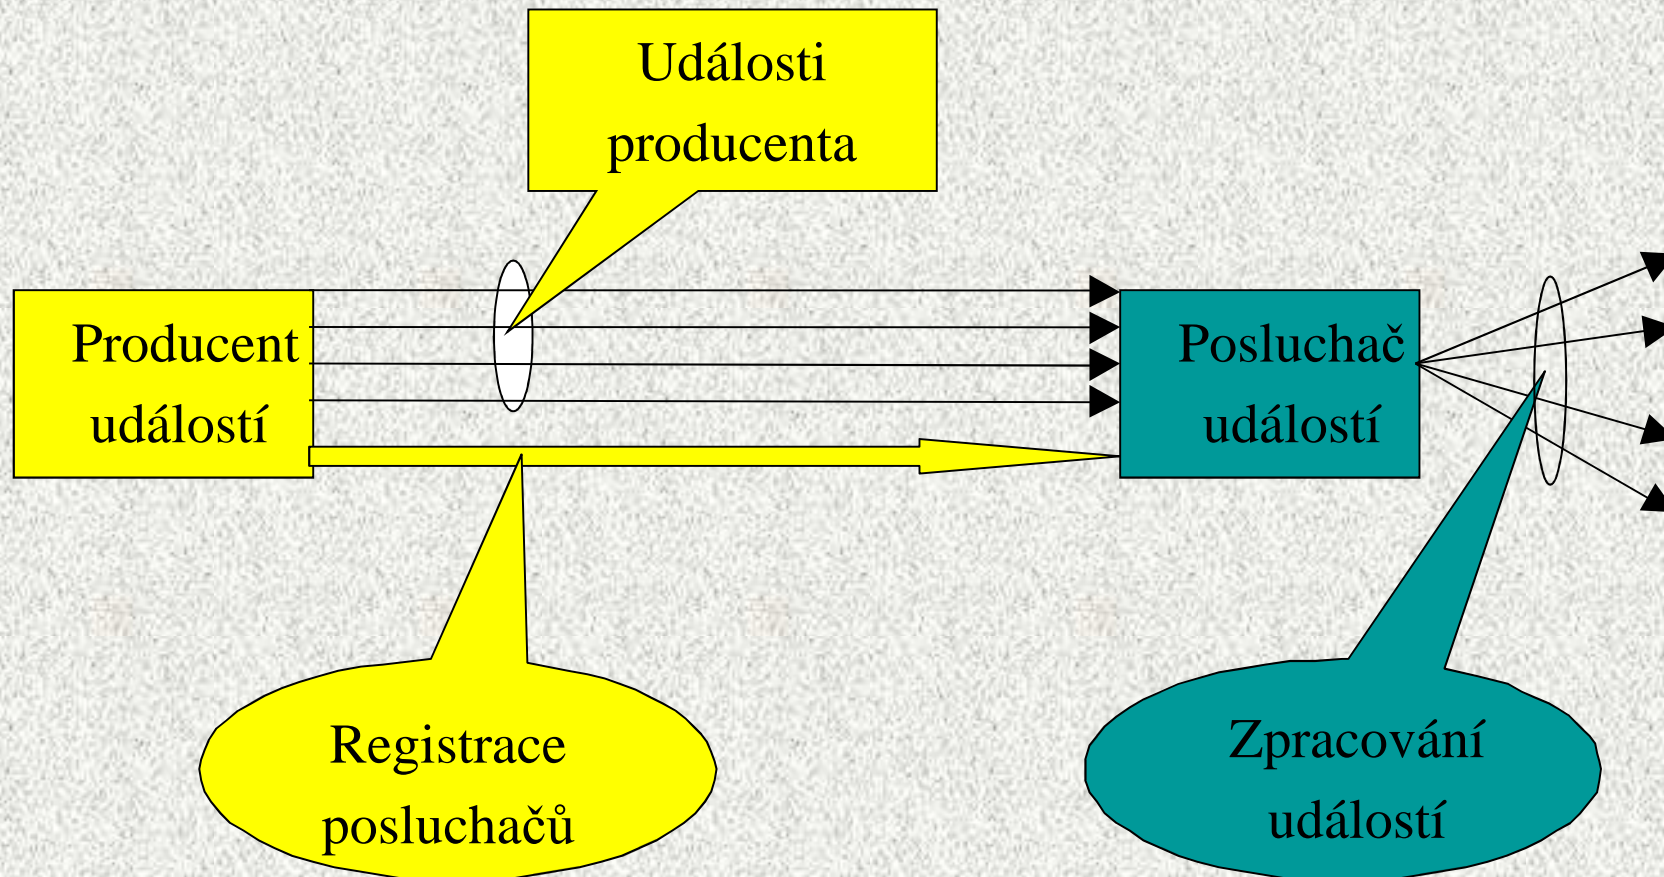 Události
producenta
Producent
událostí
Posluchač
událostí
Registrace
posluchačů
Zpracování
událostí